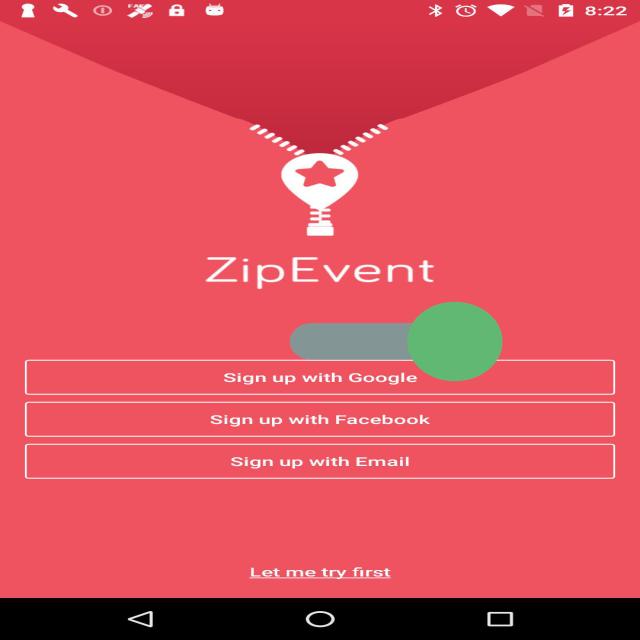 8:22
ZipEvent
Sign up with Google
Sign up with Facebook
Sign up with Email
Let me try first